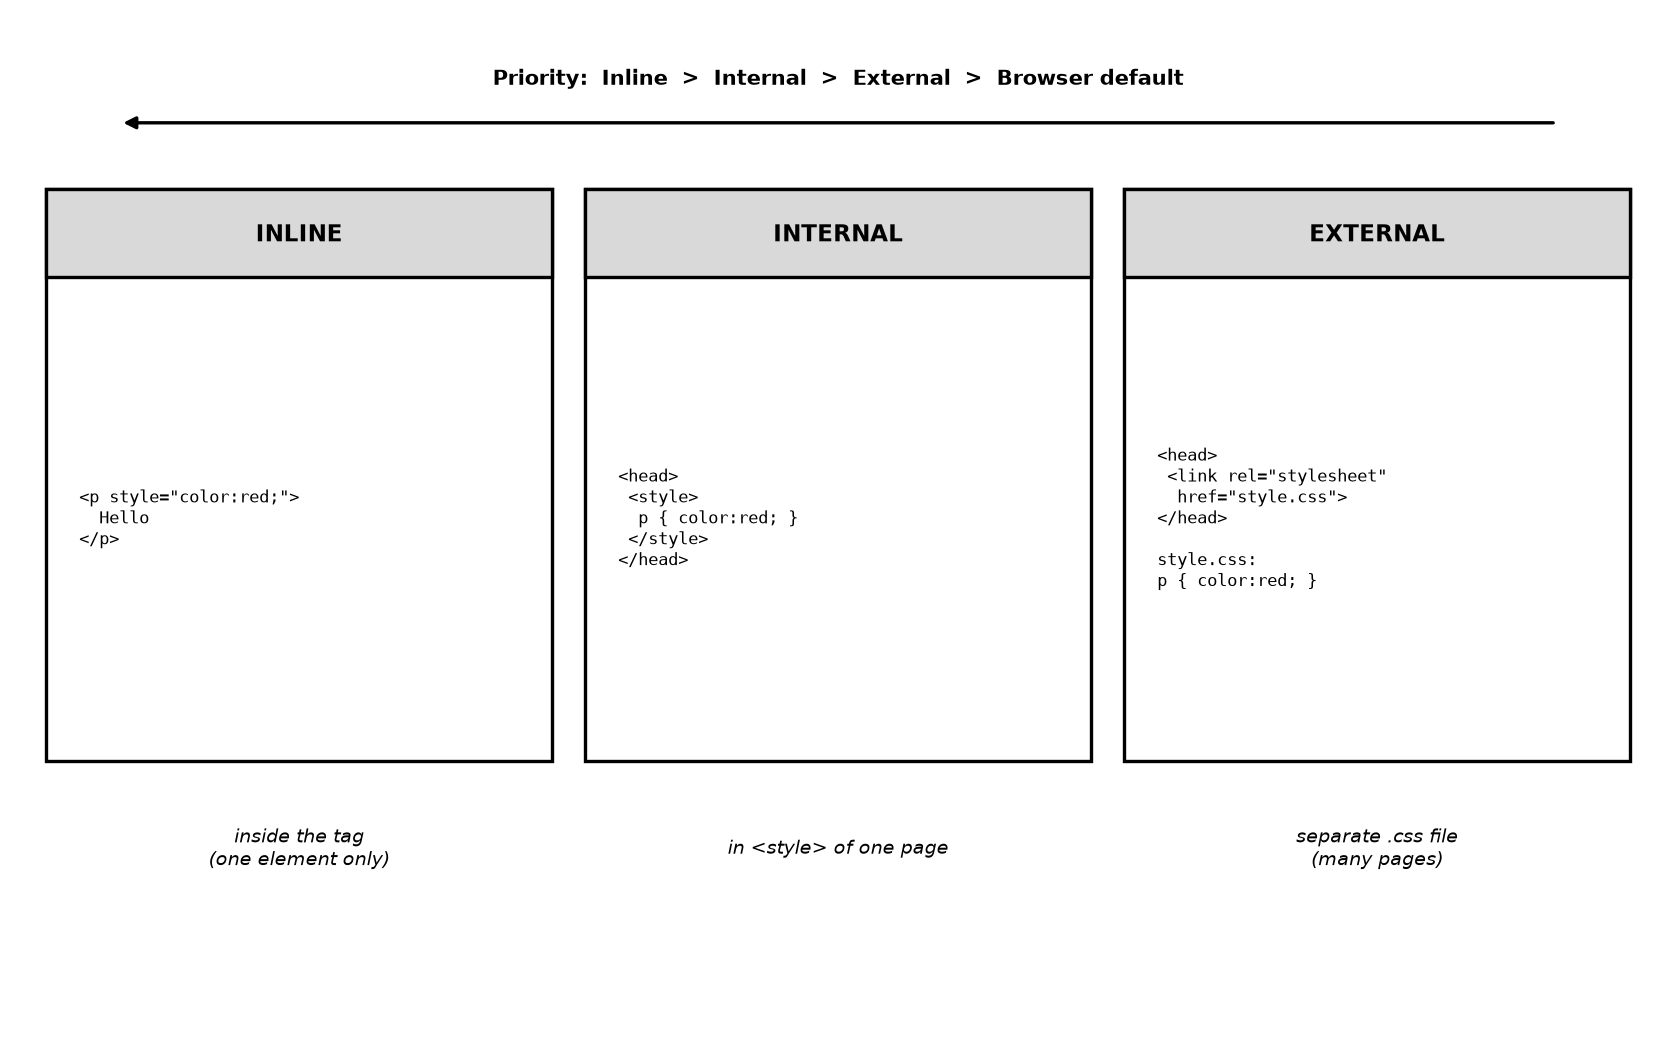 Priority:  Inline  >  Internal  >  External  >  Browser default
INLINE
<p style="color:red;">
  Hello
</p>
inside the tag
(one element only)
INTERNAL
<head>
 <style>
  p { color:red; }
 </style>
</head>
in <style> of one page
EXTERNAL
<head>
 <link rel="stylesheet"
  href="style.css">
</head>

style.css:
p { color:red; }
separate .css file
(many pages)